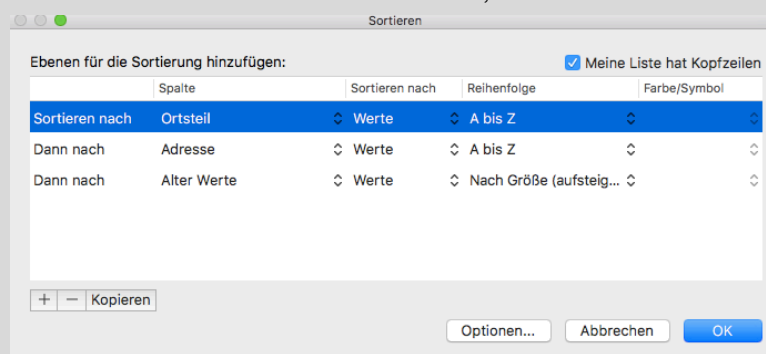 Sortieren
Ebenen für die Sortierung hinzufügen: Meine Liste hat Kopfzeilen
Spalte Sortieren nach Reihenfolge Farbe/Symbol
Sortieren nach Ortsteil Werte A bis Z
Dann nach Adresse Werte A bis Z
Dann nach Alter Werte Werte Nach Größe (aufsteig...
+ − Kopieren
Optionen... Abbrechen OK